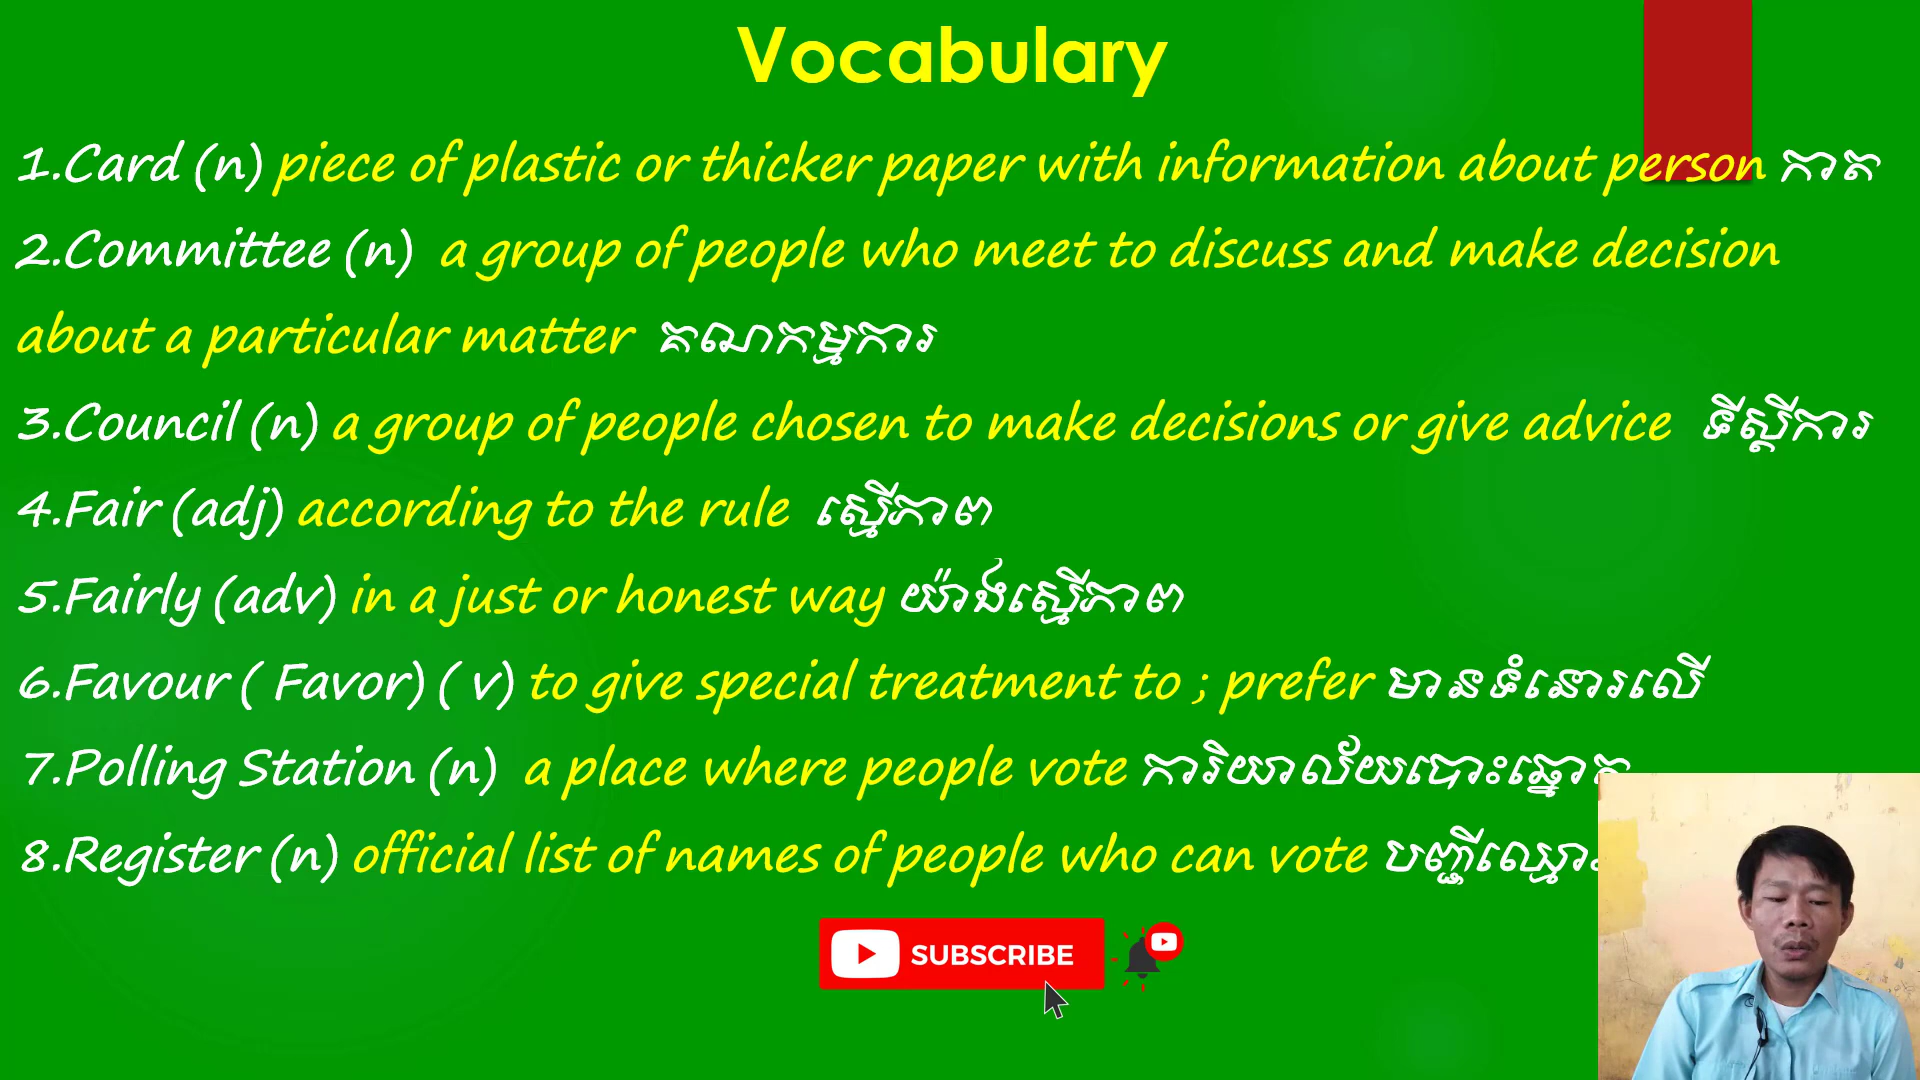 Vocabulary
1.Card (n) piece of plastic or thicker paper with information about person កាត
2.Committee (n) a group of people who meet to discuss and make decision
about a particular matter គណកម្មការ
3.Council (n) a group of people chosen to make decisions or give advice ទីស្តីការ
4.Fair (adj) according to the rule ស្មើភាព
5.Fairly (adv) in a just or honest way យ៉ាងស្មើភាព
6.Favour ( Favor) ( v) to give special treatment to ; prefer មានទំនោរលើ
7.Polling Station (n) a place where people vote ការិយាល័យបោះឆ្នោត
8.Register (n) official list of names of people who can vote បញ្ជីឈ្មោះ
SUBSCRIBE